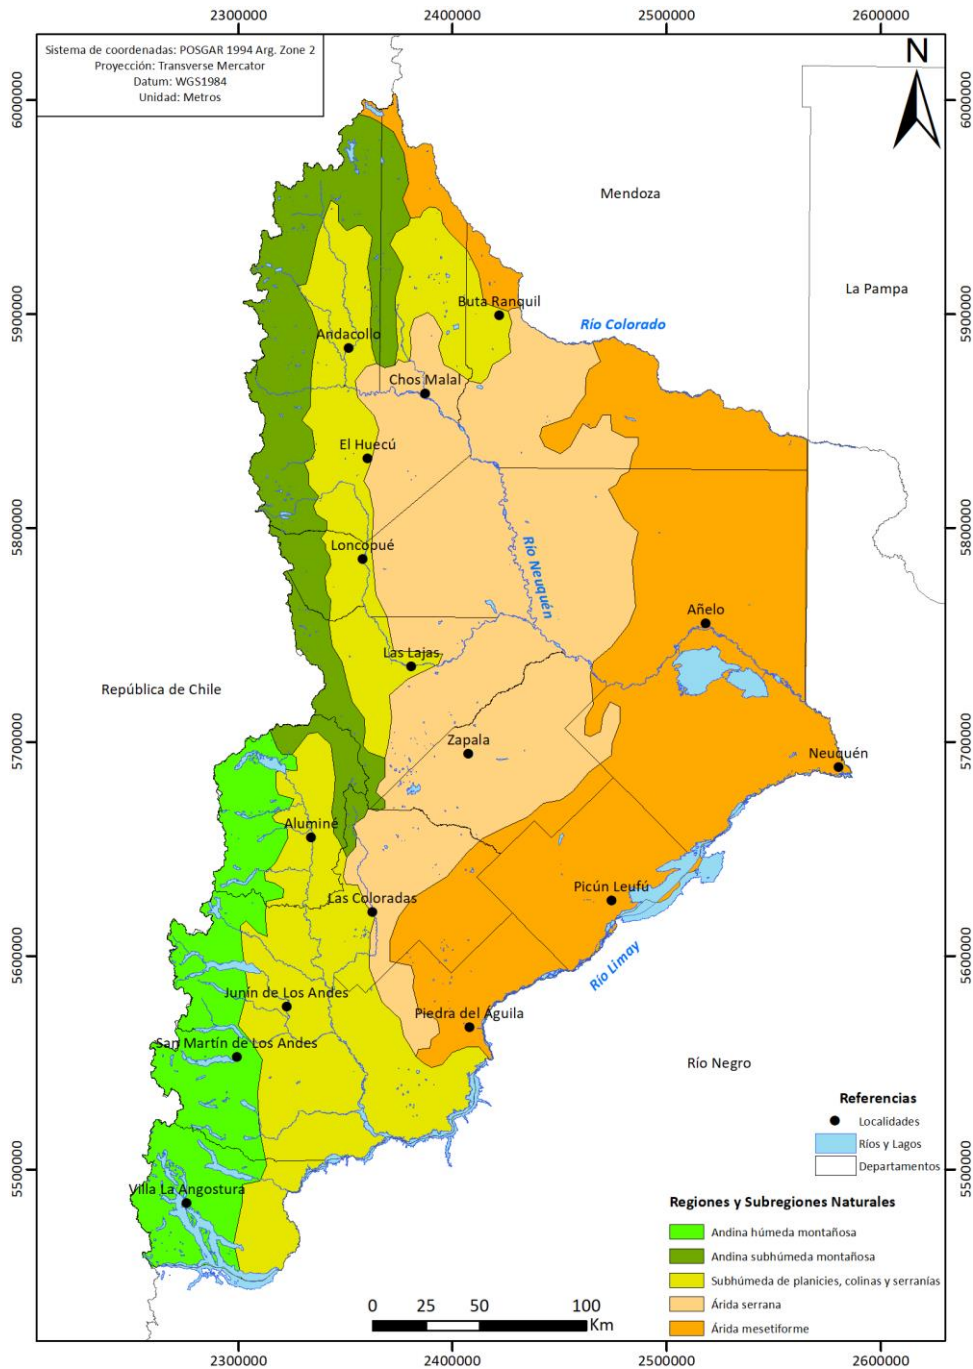 2300000
2400000
2500000
2600000
Sistema de coordenadas: POSGAR 1994 Arg. Zone 2
Proyección: Transverse Mercator
Datum: WGS1984
Unidad: Metros
N
6000000
6000000
Mendoza
La Pampa
Buta Ranquil
5900000
5900000
Río Colorado
Andacollo
Chos Malal
El Huecú
5800000
5800000
Loncopué
Río Neuquén
Añelo
Las Lajas
República de Chile
Zapala
5700000
5700000
Neuquén
Aluminé
Las Coloradas
Picún Leufú
5600000
5600000
Río Limay
Junín de Los Andes
Piedra del Águila
San Martín de Los Andes
Río Negro
Referencias
Localidades
Ríos y Lagos
Departamentos
5500000
5500000
Villa La Angostura
Regiones y Subregiones Naturales
Andina húmeda montañosa
Andina subhúmeda montañosa
Subhúmeda de planicies, colinas y serranías
Árida serrana
Árida mesetiforme
0 25 50 100
Km
2300000
2400000
2500000
2600000